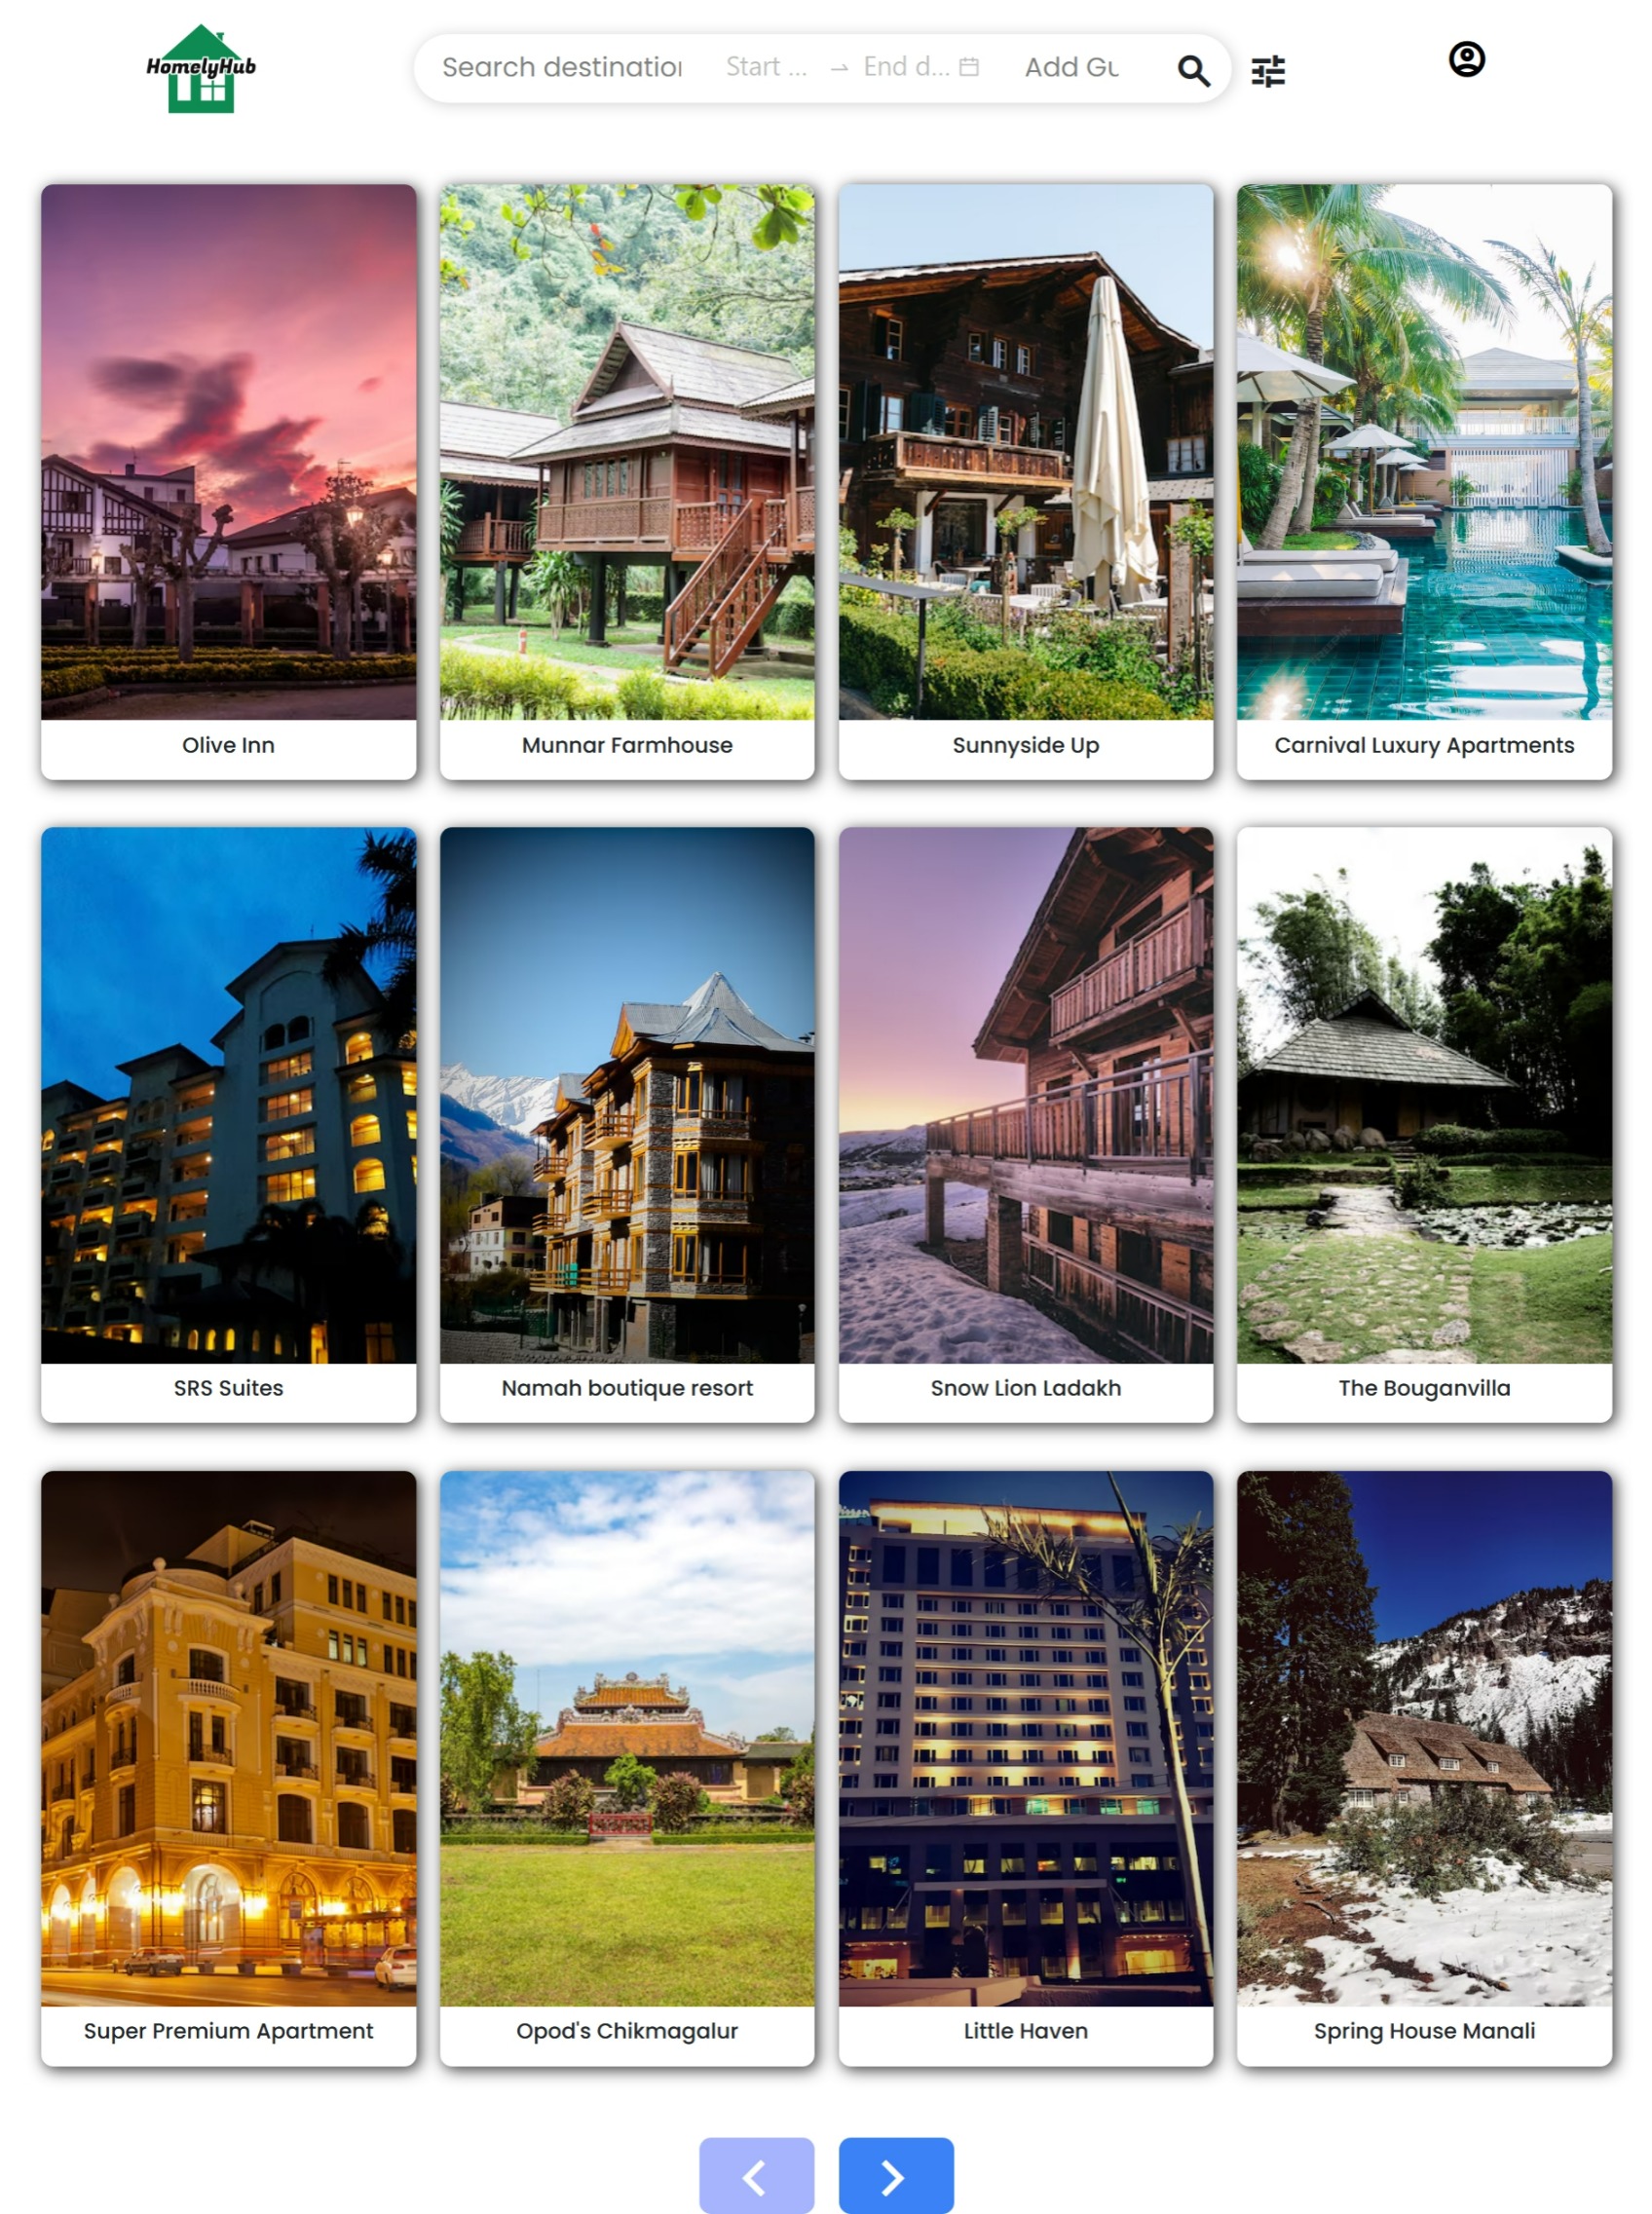 HomelyHub
Search destination
Start ...
End d...
Add Gu
Olive Inn
Munnar Farmhouse
Sunnyside Up
Carnival Luxury Apartments
SRS Suites
Namah boutique resort
Snow Lion Ladakh
The Bouganvilla
Super Premium Apartment
Opod's Chikmagalur
Little Haven
Spring House Manali